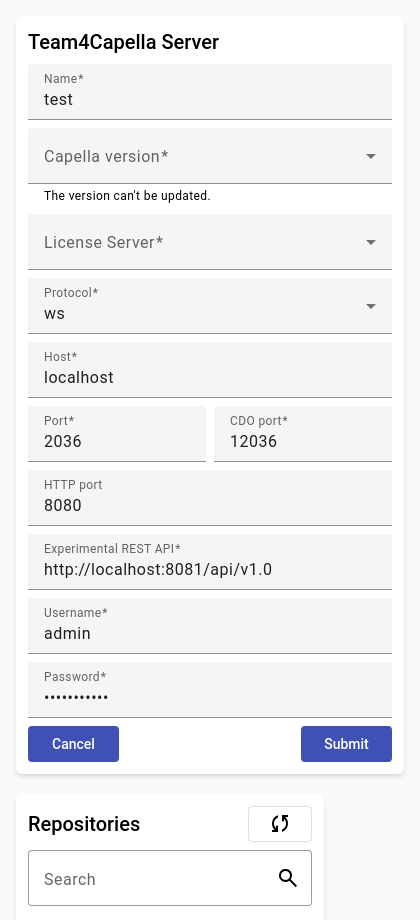 Team4Capella Server
Name*
test
Capella version*
The version can't be updated.
License Server*
Protocol*
ws
Host*
localhost
Port*
2036
CDO port*
12036
HTTP port
8080
Experimental REST API*
http://localhost:8081/api/v1.0
Username*
admin
Password*
•••••••••••
Cancel
Submit
Repositories
Search